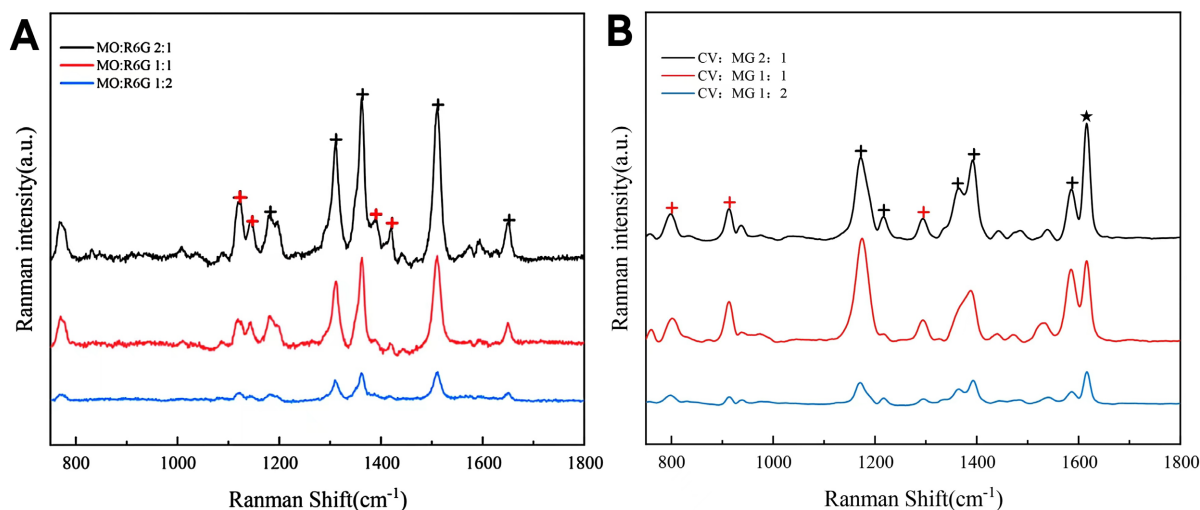 A
MO:R6G 2:1
MO:R6G 1:1
MO:R6G 1:2
Ranman intensity(a.u.)
800 1000 1200 1400 1600 1800
Ranman Shift(cm⁻¹)
B
CV：MG 2：1
CV：MG 1：1
CV：MG 1：2
Ranman intensity(a.u.)
800 1000 1200 1400 1600 1800
Ranman Shift(cm⁻¹)